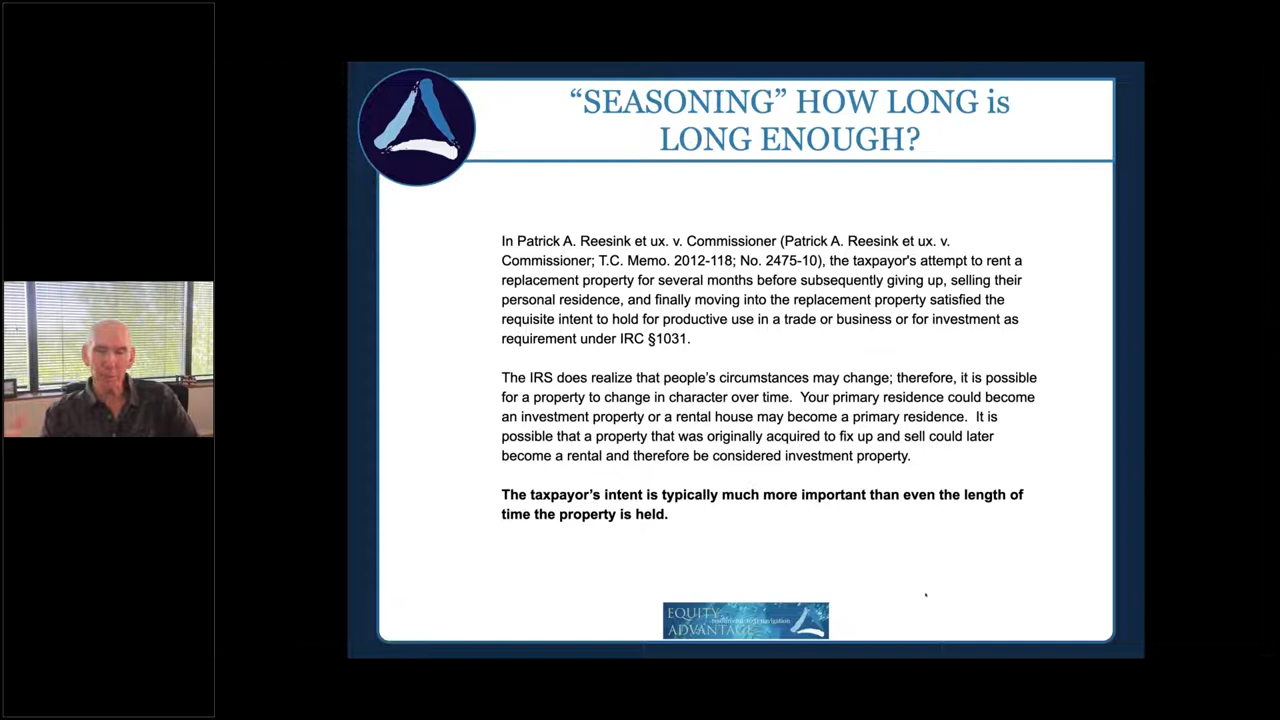 “SEASONING” HOW LONG is
LONG ENOUGH?
In Patrick A. Reesink et ux. v. Commissioner (Patrick A. Reesink et ux. v.
Commissioner; T.C. Memo. 2012-118; No. 2475-10), the taxpayer's attempt to rent a
replacement property for several months before subsequently giving up, selling their
personal residence, and finally moving into the replacement property satisfied the
requisite intent to hold for productive use in a trade or business or for investment as
requirement under IRC §1031.
The IRS does realize that people’s circumstances may change; therefore, it is possible
for a property to change in character over time. Your primary residence could become
an investment property or a rental house may become a primary residence. It is
possible that a property that was originally acquired to fix up and sell could later
become a rental and therefore be considered investment property.
The taxpayor’s intent is typically much more important than even the length of
time the property is held.
EQUITY
ADVANTAGE